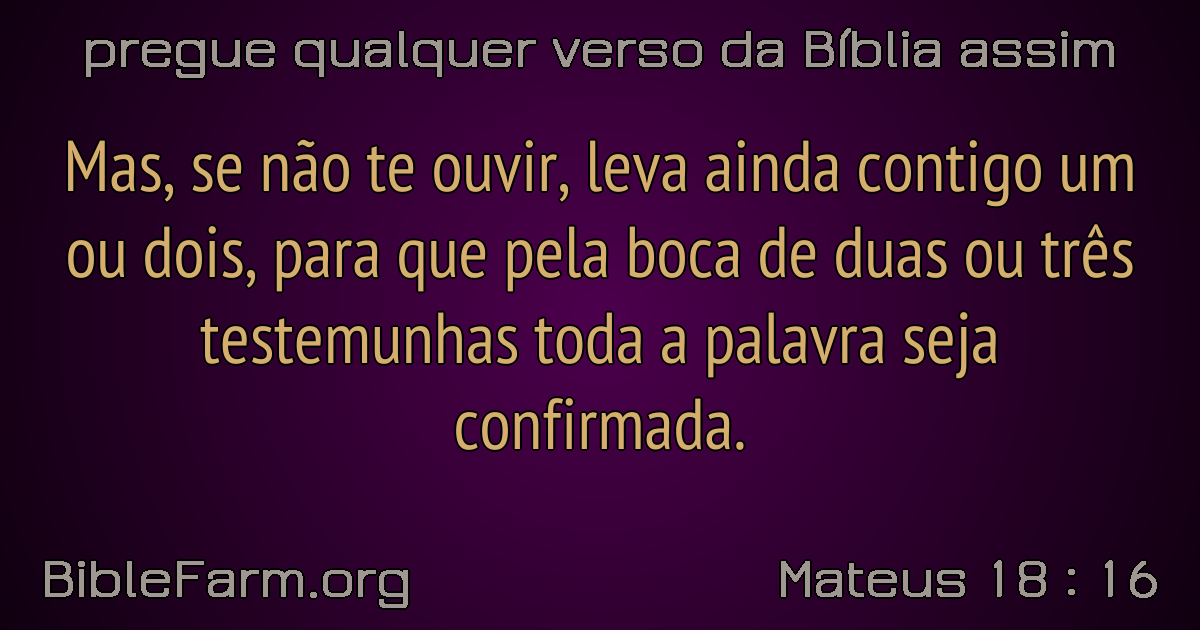 pregue qualquer verso da Bíblia assim
Mas, se não te ouvir, leva ainda contigo um
ou dois, para que pela boca de duas ou três
testemunhas toda a palavra seja
confirmada.
BibleFarm.org
Mateus 18 : 16